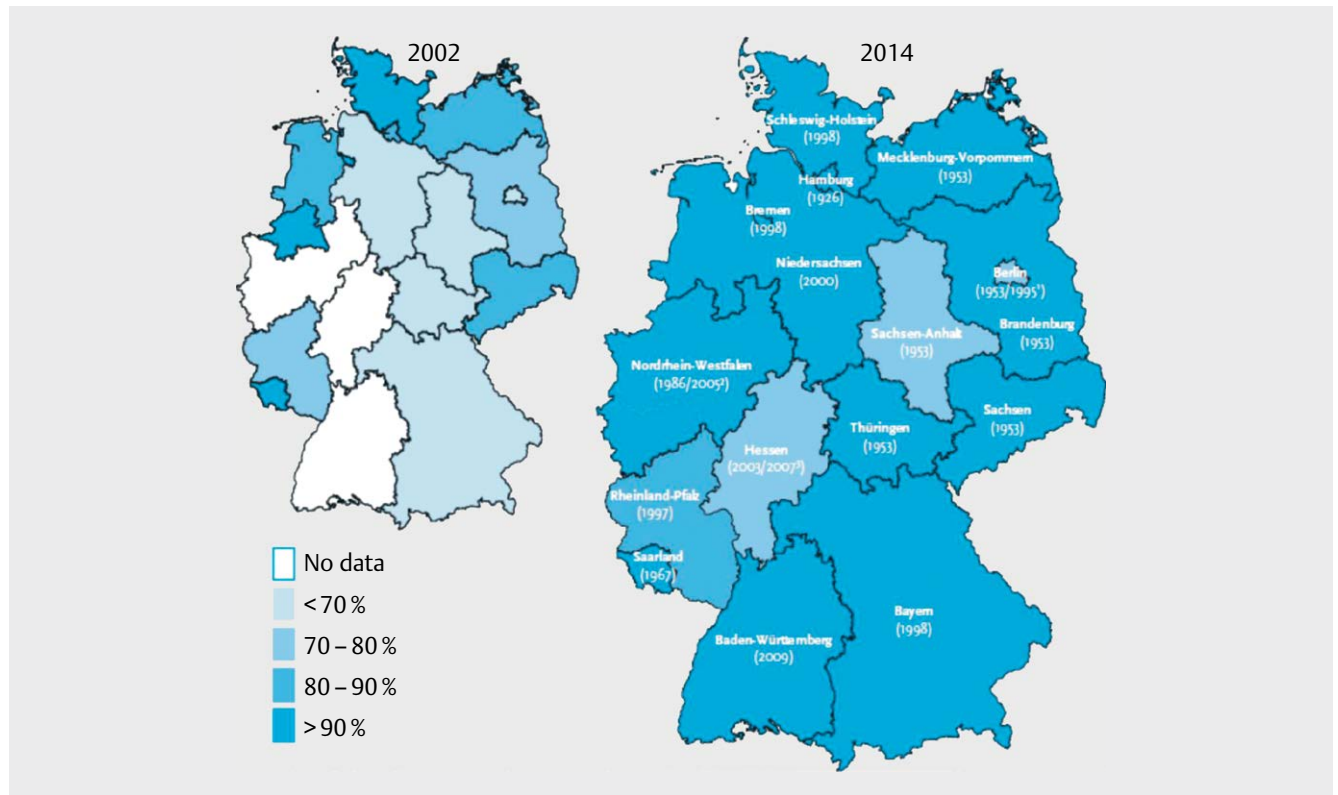 2002
2014
Schleswig-Holstein
(1998)
Mecklenburg-Vorpommern
(1953)
Hamburg
(1926)
Bremen
(1998)
Niedersachsen
(2000)
Berlin
(1953/1995¹)
Sachsen-Anhalt
(1953)
Brandenburg
(1953)
Nordrhein-Westfalen
(1986/2005²)
Sachsen
(1953)
Thüringen
(1953)
Hessen
(2003/2007³)
Rheinland-Pfalz
(1997)
Saarland
(1967)
Bayern
(1998)
Baden-Württemberg
(2009)
No data
< 70 %
70 – 80 %
80 – 90 %
> 90 %